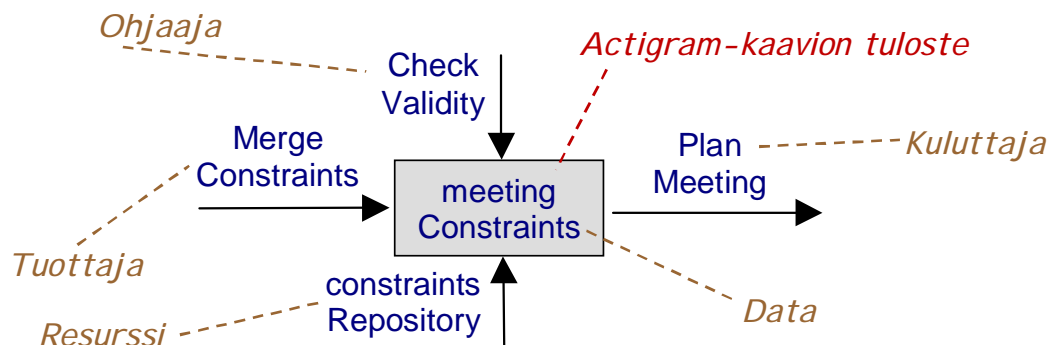 Ohjaaja
Actigram-kaavion tuloste
Check
Validity
Merge
Constraints
Plan
Meeting
Kuluttaja
meeting
Constraints
Tuottaja
constraints
Repository
Data
Resurssi